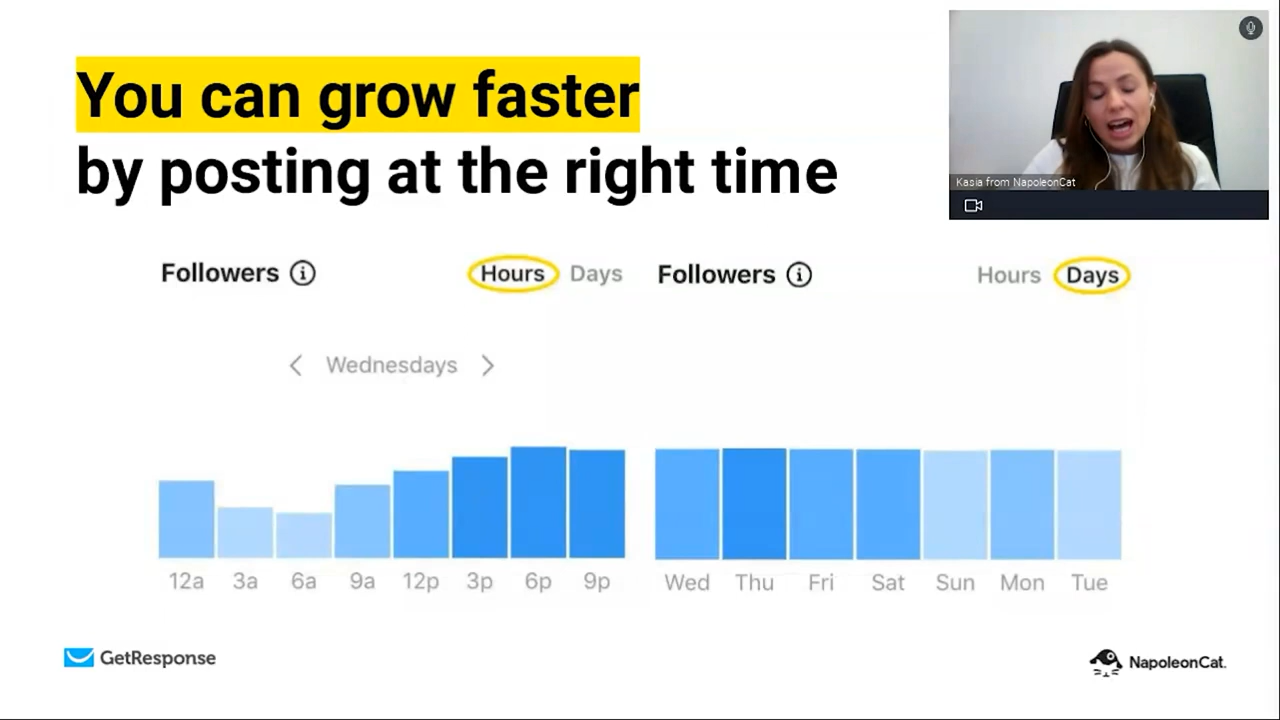 You can grow faster
by posting at the right time
Kasia from NapoleonCat
Followers
Hours Days
Followers
Hours Days
Wednesdays
12a 3a 6a 9a 12p 3p 6p 9p
Wed Thu Fri Sat Sun Mon Tue
GetResponse
NapoleonCat.